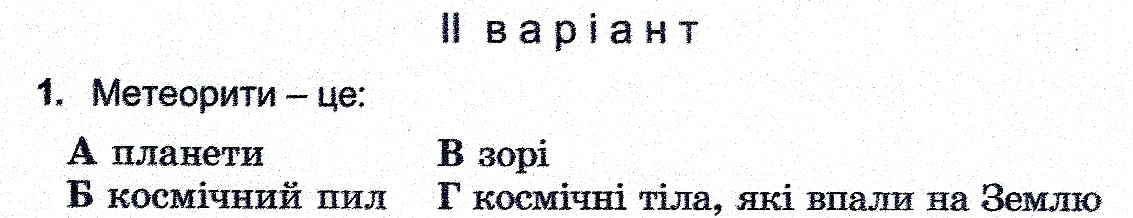 II варіант
1. Метеорити – це:
А планети В зорі
Б космічний пил Г космічні тіла, які впали на Землю